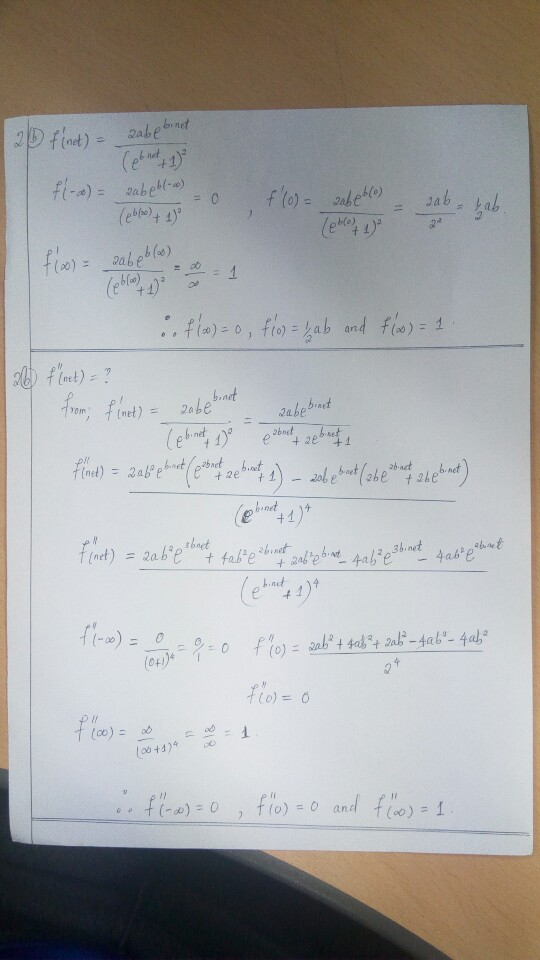 2 (b) f'(net) = 2abe^{b·net} / (e^{b·net}+1)^2
f'(-∞) = 2abe^{b(-∞)} / (e^{b(∞)}+1)^2 = 0 , f'(0) = 2abe^{b(0)} / (e^{b(0)}+1)^2 = 2ab / 2^2 = 1/2 ab.
f'(∞) = 2abe^{b(∞)} / (e^{b(∞)}+1)^2 = ∞/∞ = 1
∴ f'(∞) = 0 , f'(0) = 1/2 ab and f'(∞) = 1.
2 (b) f''(net) = ?
from; f'(net) = 2abe^{b·net} / (e^{b·net}+1)^2 = 2abe^{b·net} / e^{2bnet} + 2e^{b·net} + 1
f''(net) = 2ab^2e^{b·net}(e^{2bnet} + 2e^{b·net} + 1) - 2abe^{b·net}(2be^{2b·net} + 2be^{b·net}) / (e^{b·net}+1)^4
f''(net) = 2ab^2e^{3b·net} + 4ab^2e^{2b·net} + 2ab^2e^{b·net} - 4ab^2e^{3b·net} - 4ab^2e^{2b·net} / (e^{b·net}+1)^4
f''(-∞) = 0 / (0+1)^4 = 0/1 = 0 f''(0) = 2ab^2 + 4ab^2 + 2ab^2 - 4ab^2 - 4ab^2 / 2^4
f''(0) = 0
f''(∞) = ∞ / (∞+1)^4 = ∞/∞ = 1.
∴ f''(-∞) = 0 , f''(0) = 0 and f''(∞) = 1.